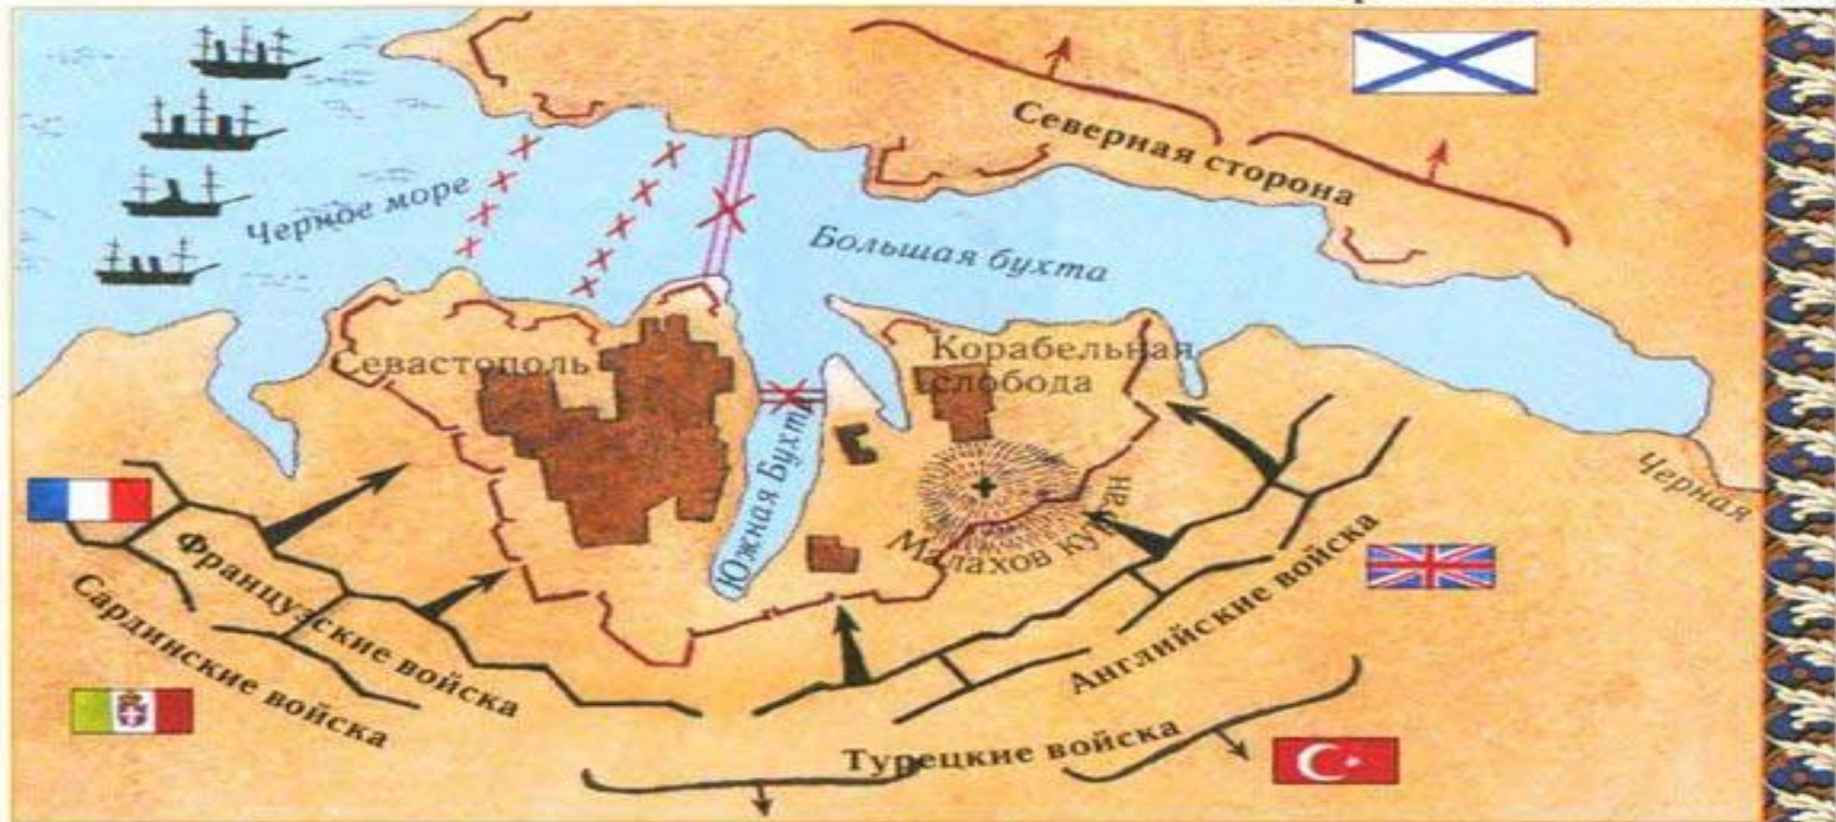 Северная сторона
Черное море
Большая бухта
Севастополь
Корабельная
слобода
Южная Бухта
Малахов курган
Черная
Французские войска
Сардинские войска
Английские войска
Турецкие войска